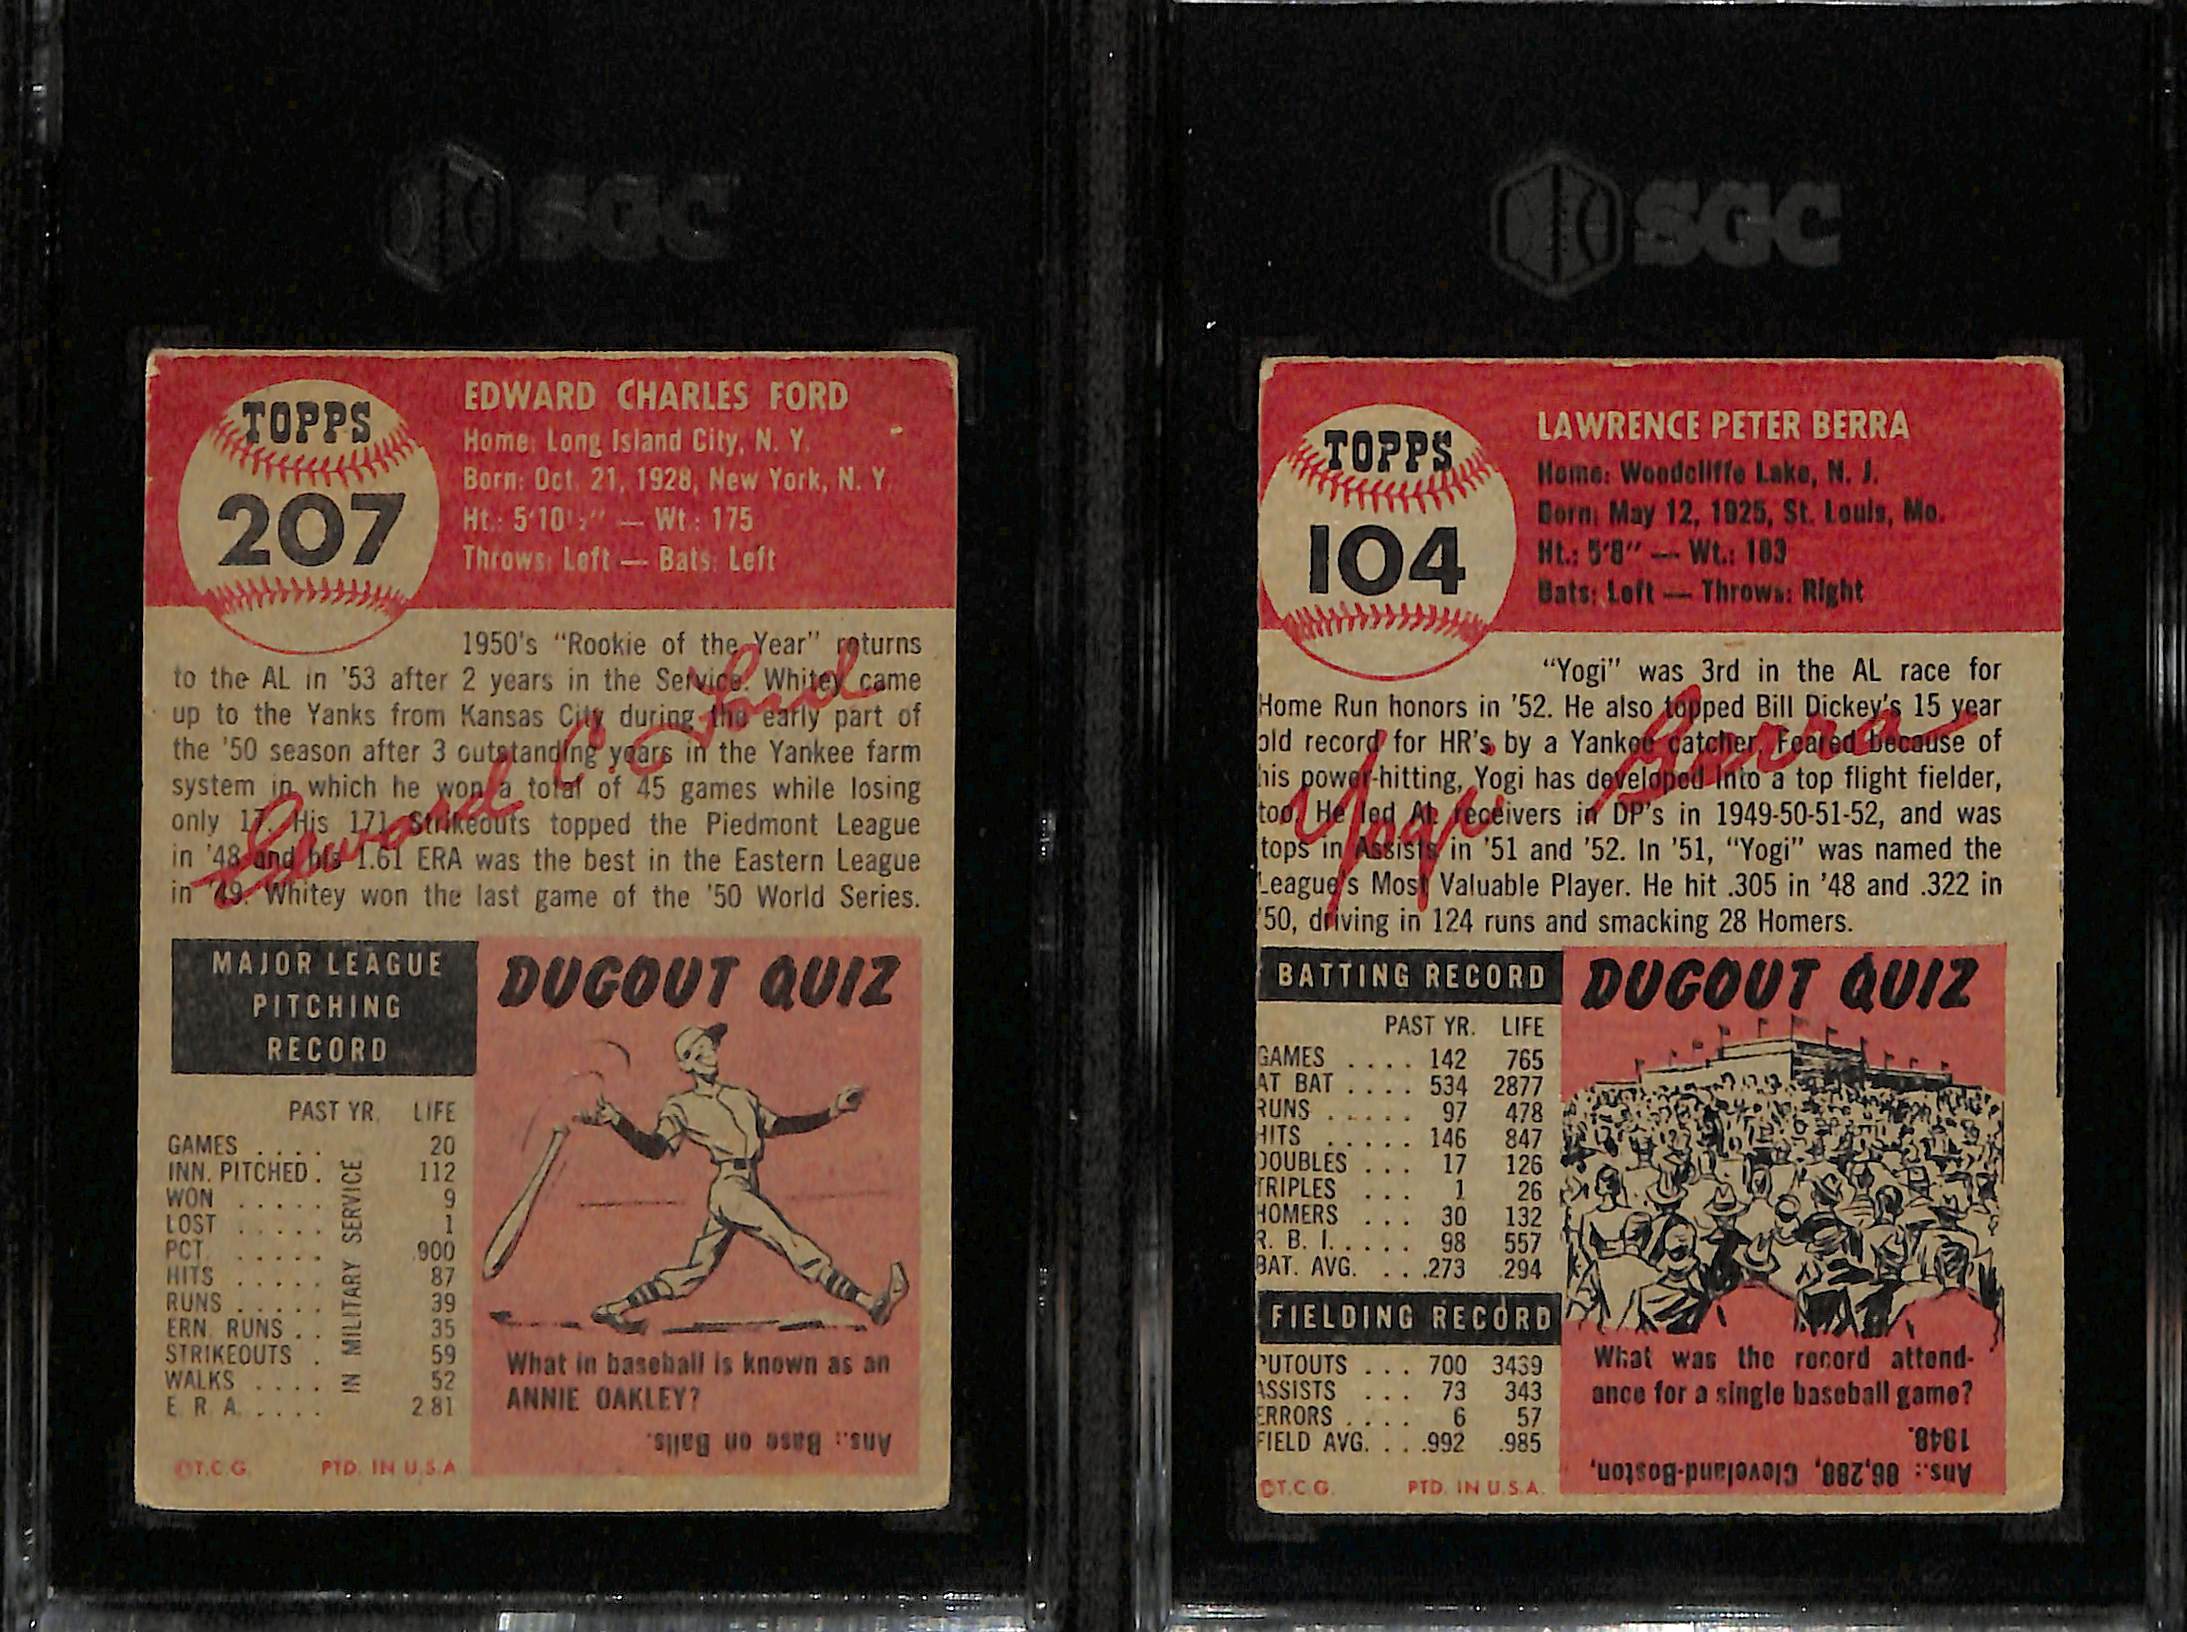 SGC
TOPPS
207
EDWARD CHARLES FORD
Home: Long Island City, N. Y.
Born: Oct. 21, 1928, New York, N. Y.
Ht.: 5'10½" — Wt.: 175
Throws: Left — Bats: Left
1950's "Rookie of the Year" returns
to the AL in '53 after 2 years in the Service. Whitey came
up to the Yanks from Kansas City during the early part of
the '50 season after 3 outstanding years in the Yankee farm
system in which he won a total of 45 games while losing
only 17. His 171 Strikeouts topped the Piedmont League
in '48 and his 1.61 ERA was the best in the Eastern League
in '49. Whitey won the last game of the '50 World Series.
Edward C. Ford
MAJOR LEAGUE
PITCHING
RECORD
PAST YR. LIFE
GAMES .... 20
INN. PITCHED . 112
WON ..... 9
LOST ..... 1
PCT. ..... .900
HITS ..... 87
RUNS ..... 39
ERN. RUNS .. 35
STRIKEOUTS . 59
WALKS .... 52
E. R. A. .... 2.81
IN MILITARY SERVICE
©T.C.G. PTD. IN U.S.A.
DUGOUT QUIZ
What in baseball is known as an
ANNIE OAKLEY?
Ans.: Base on Balls.
SGC
TOPPS
104
LAWRENCE PETER BERRA
Home: Woodcliffe Lake, N. J.
Born: May 12, 1925, St. Louis, Mo.
Ht.: 5'8" — Wt.: 183
Bats: Left — Throws: Right
"Yogi" was 3rd in the AL race for
Home Run honors in '52. He also topped Bill Dickey's 15 year
old record for HR's by a Yankee catcher. Feared because of
his power-hitting, Yogi has developed into a top flight fielder,
too. He led AL receivers in DP's in 1949-50-51-52, and was
tops in Assists in '51 and '52. In '51, "Yogi" was named the
League's Most Valuable Player. He hit .305 in '48 and .322 in
'50, driving in 124 runs and smacking 28 Homers.
Yogi Berra
BATTING RECORD
PAST YR. LIFE
GAMES .... 142 765
AT BAT .... 534 2877
RUNS ..... 97 478
HITS ..... 146 847
DOUBLES ... 17 126
TRIPLES ... 1 26
HOMERS ... 30 132
R. B. I. .... 98 557
BAT. AVG. ... .273 .294
FIELDING RECORD
PUTOUTS ... 700 3439
ASSISTS ... 73 343
ERRORS .... 6 57
FIELD AVG. ... .992 .985
©T.C.G. PTD. IN U.S.A.
DUGOUT QUIZ
What was the record attend-
ance for a single baseball game?
Ans.: 86,288, Cleveland-Boston,
1948.